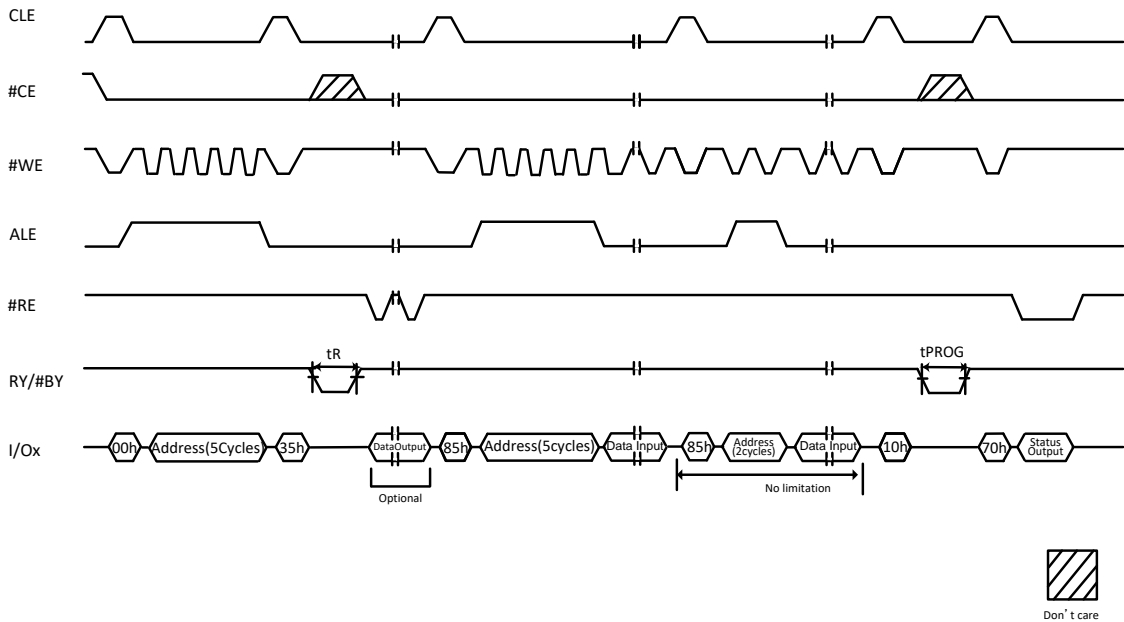 CLE
#CE
#WE
ALE
#RE
RY/#BY
tR
tPROG
I/Ox
00h
Address(5Cycles)
35h
DataOutput
85h
Address(5cycles)
Data Input
85h
Address
(2cycles)
Data Input
10h
70h
Status
Output
Optional
No limitation
Don't care